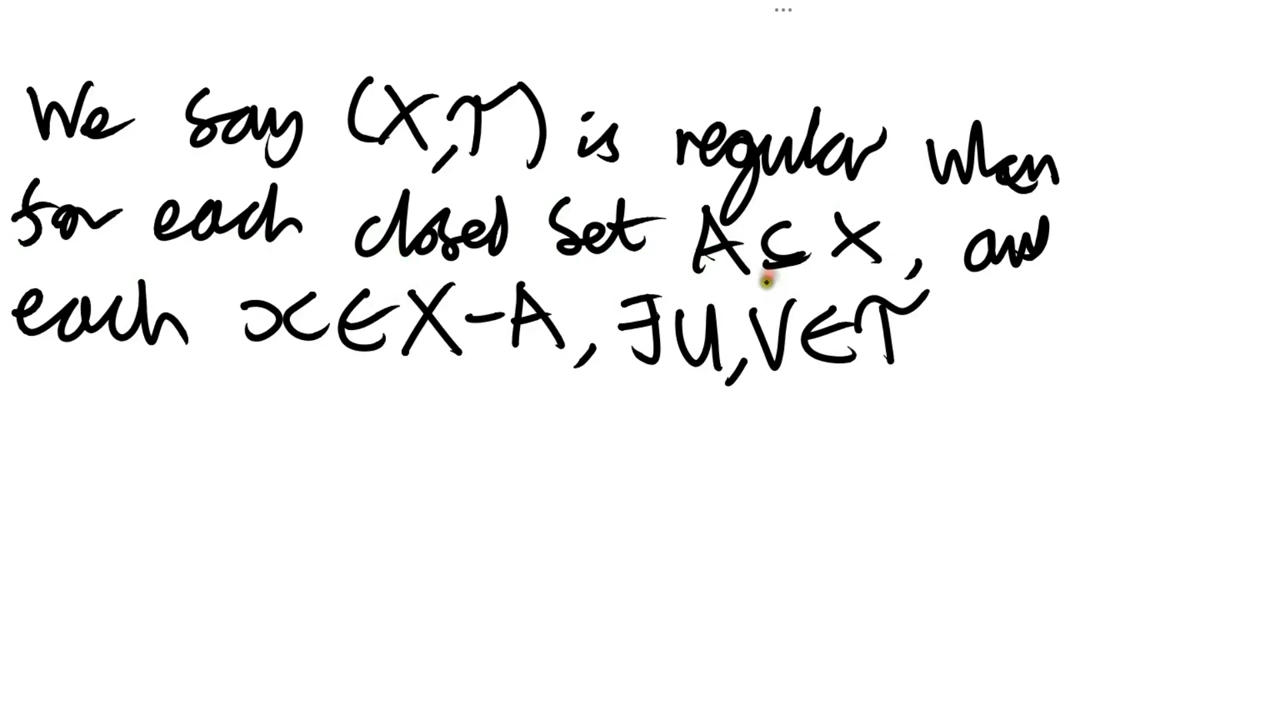 We say (X,τ) is regular when
for each closed set A ⊆ X, and
each x∈X−A, ∃U,V∈τ